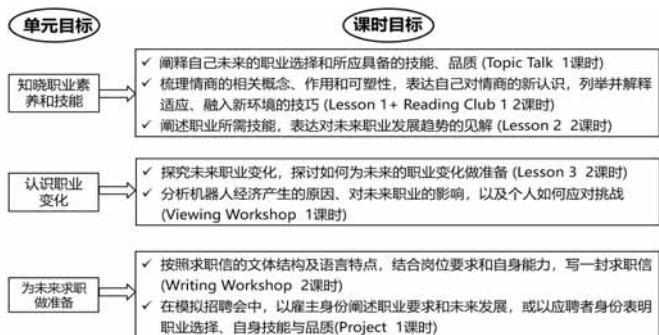 单元目标
课时目标
知晓职业素
养和技能
✓ 阐释自己未来的职业选择和所应具备的技能、品质 (Topic Talk 1课时)
✓ 梳理情商的相关概念、作用和可塑性，表达自己对情商的新认识，列举并解释
适应、融入新环境的技巧 (Lesson 1+ Reading Club 1 2课时)
✓ 阐述职业所需技能，表达对未来职业发展趋势的见解 (Lesson 2 2课时)
认识职业
变化
✓ 探究未来职业变化，探讨如何为未来的职业变化做准备 (Lesson 3 2课时)
✓ 分析机器人经济产生的原因、对未来职业的影响，以及个人如何应对挑战
(Viewing Workshop 1课时)
为未来求职
做准备
✓ 按照求职信的文体结构及语言特点，结合岗位要求和自身能力，写一封求职信
(Writing Workshop 2课时)
✓ 在模拟招聘会中，以雇主身份阐述职业要求和未来发展，或以应聘者身份表明
职业选择、自身技能与品质(Project 1课时)